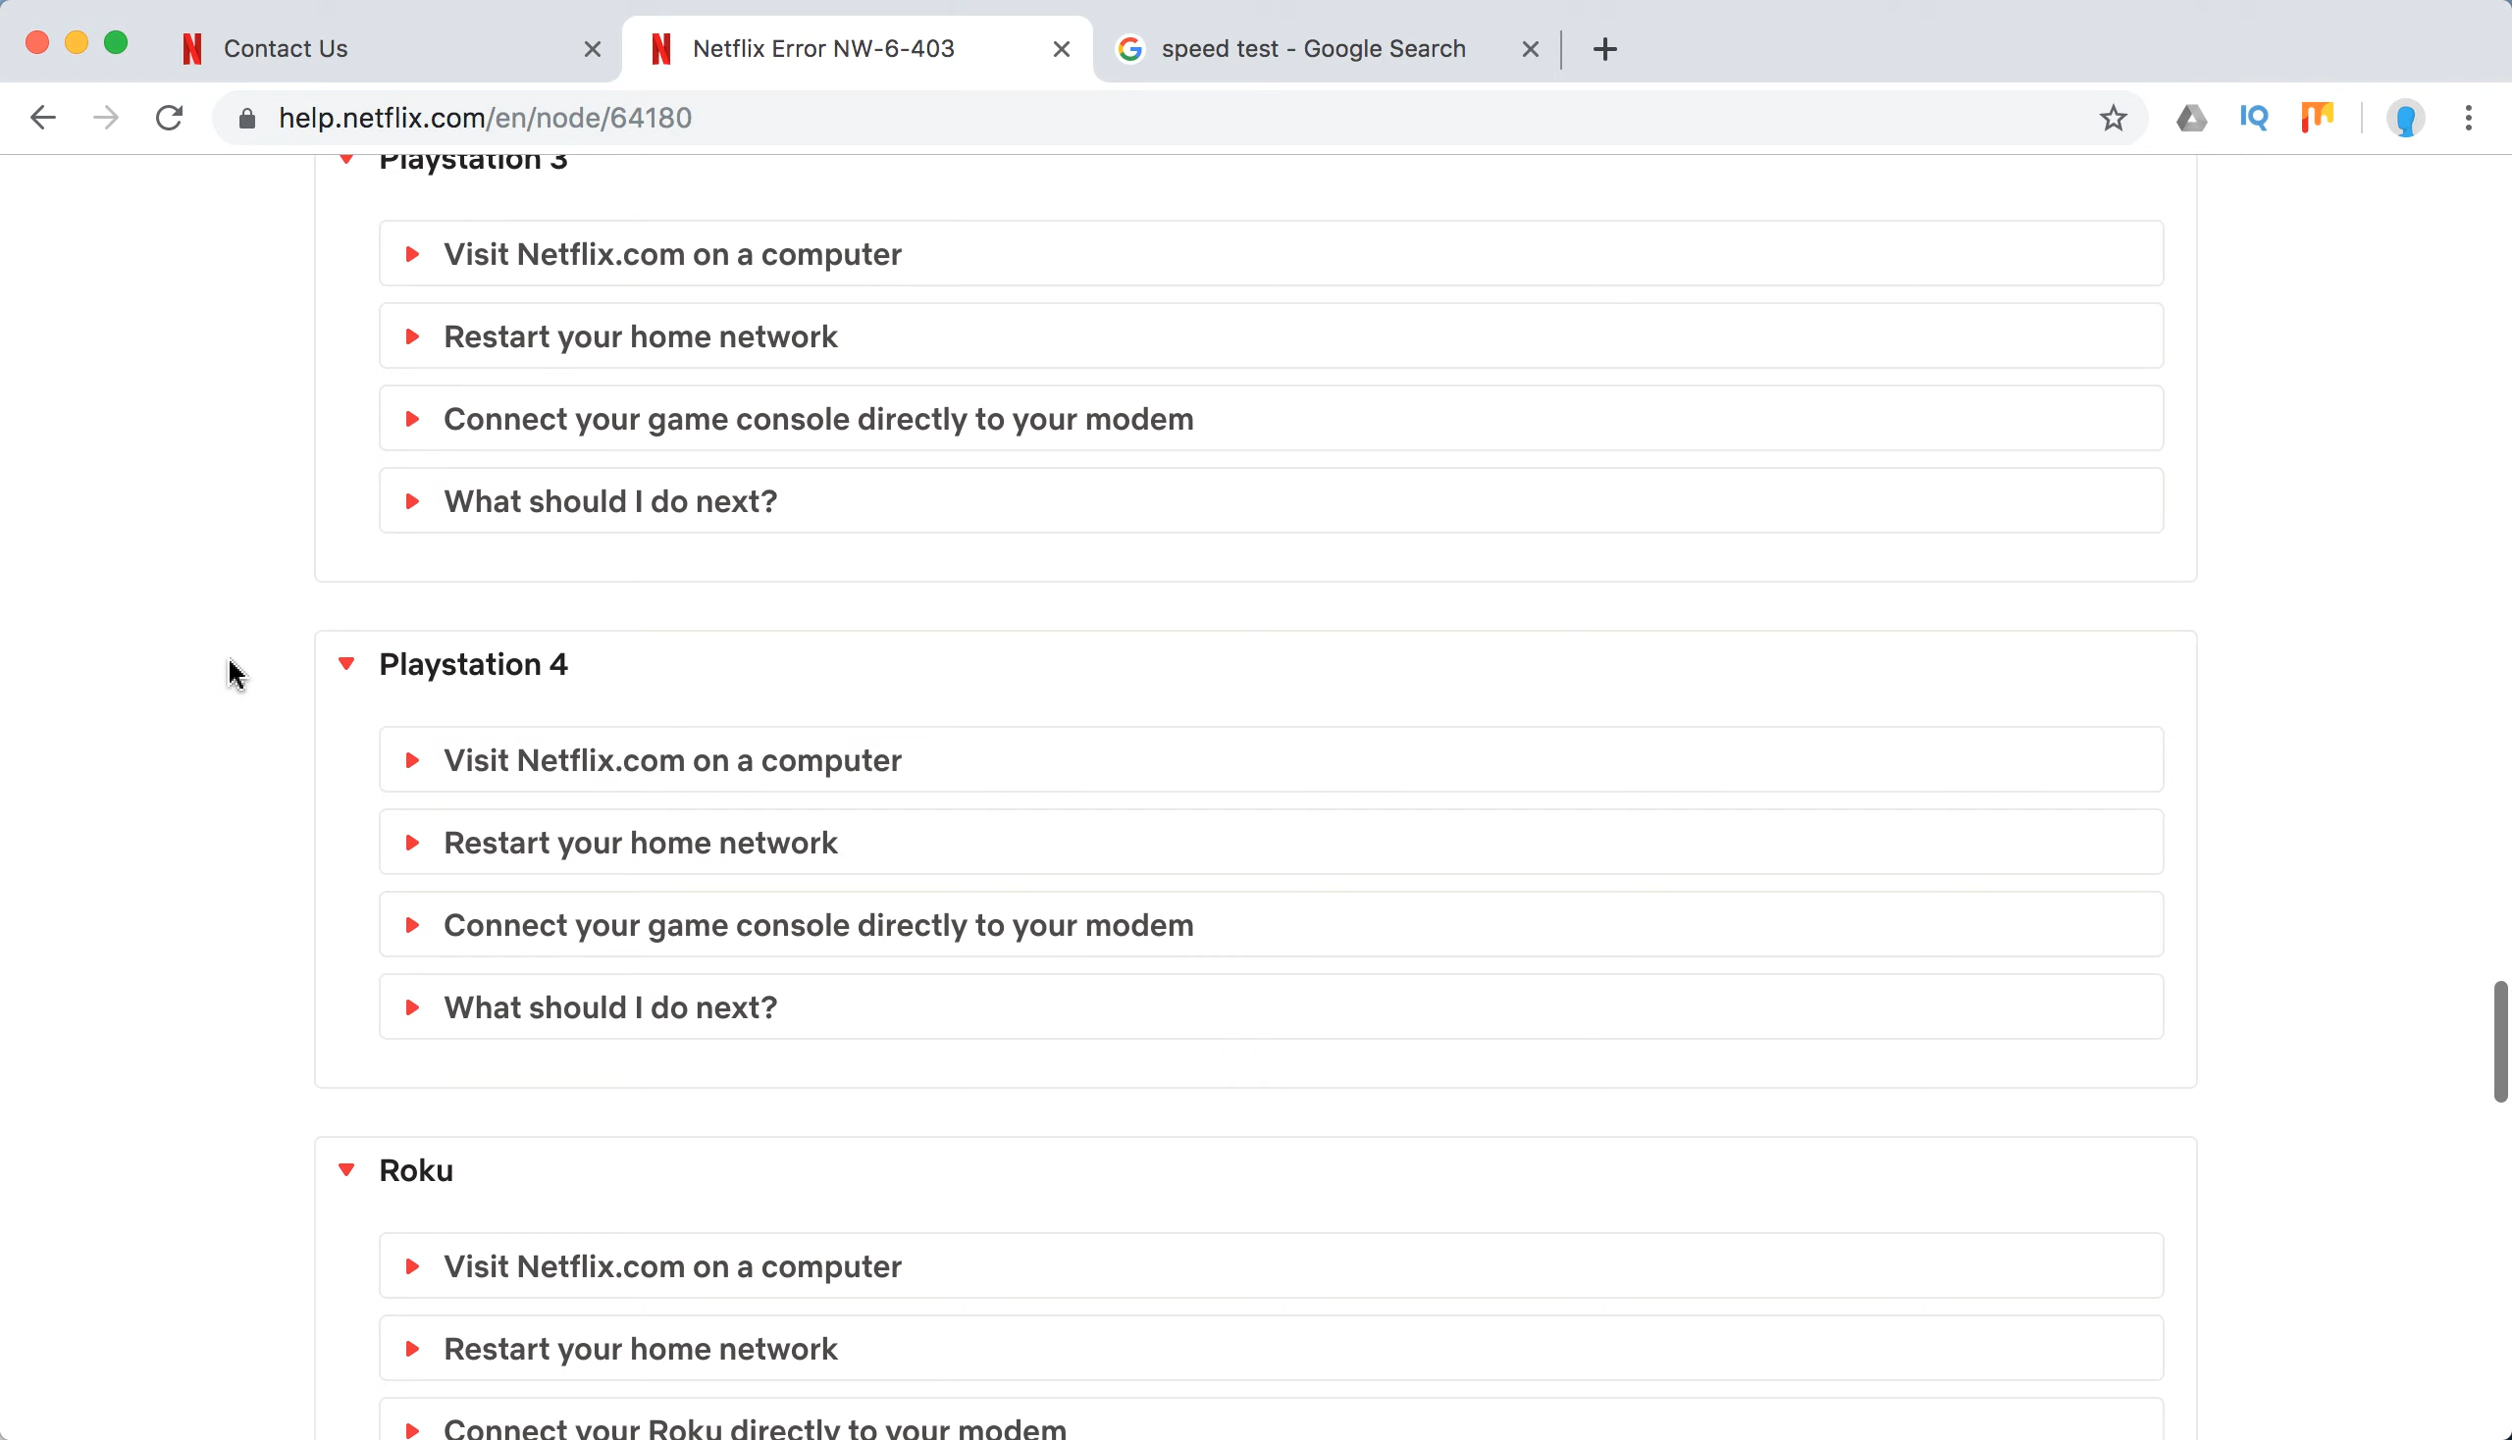 Contact Us
Netflix Error NW-6-403
speed test - Google Search
help.netflix.com/en/node/64180
IQ
Playstation 3
Visit Netflix.com on a computer
Restart your home network
Connect your game console directly to your modem
What should I do next?
Playstation 4
Visit Netflix.com on a computer
Restart your home network
Connect your game console directly to your modem
What should I do next?
Roku
Visit Netflix.com on a computer
Restart your home network
Connect your Roku directly to your modem